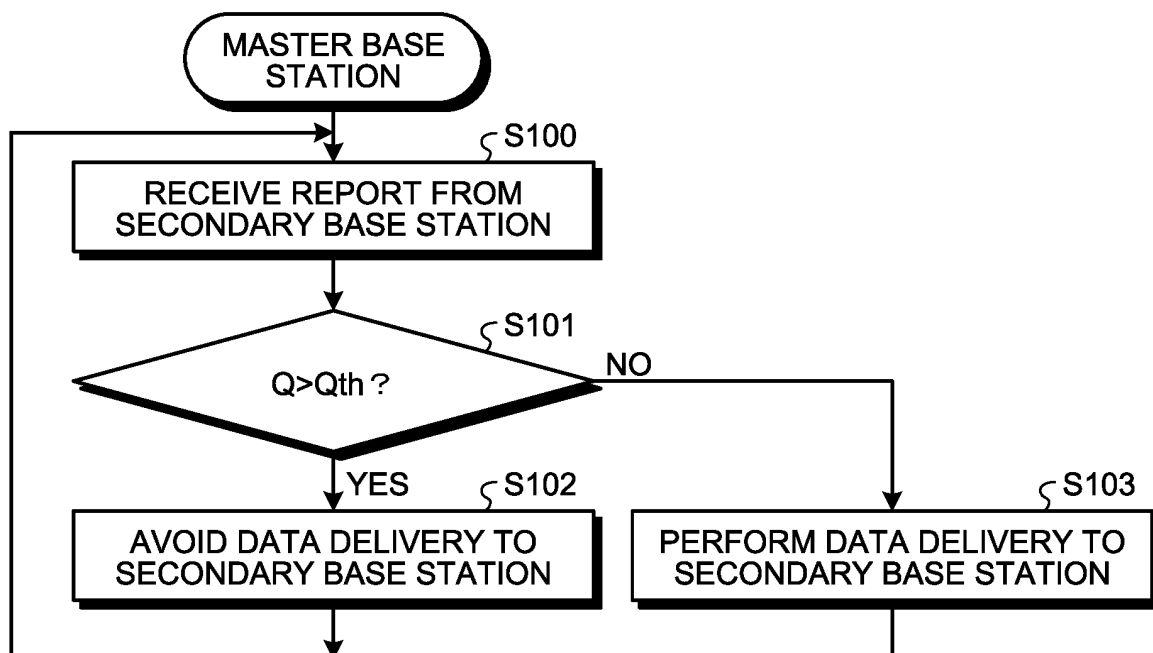 MASTER BASE
STATION
S100
RECEIVE REPORT FROM
SECONDARY BASE STATION
S101
Q>Qth?
NO
YES
S102
AVOID DATA DELIVERY TO
SECONDARY BASE STATION
S103
PERFORM DATA DELIVERY TO
SECONDARY BASE STATION